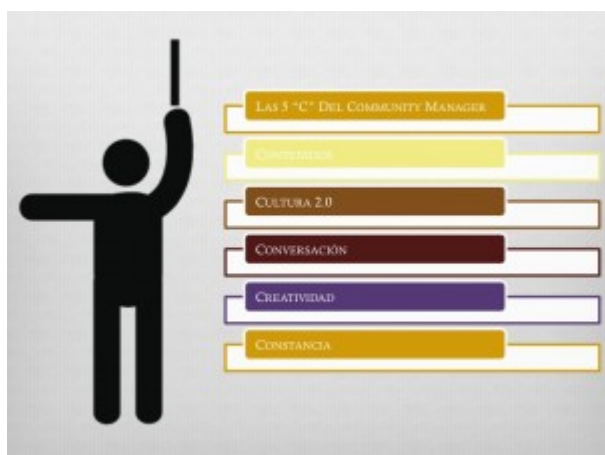 Las 5 "C" Del Community Manager
Contenidos
Cultura 2.0
Conversación
Creatividad
Constancia